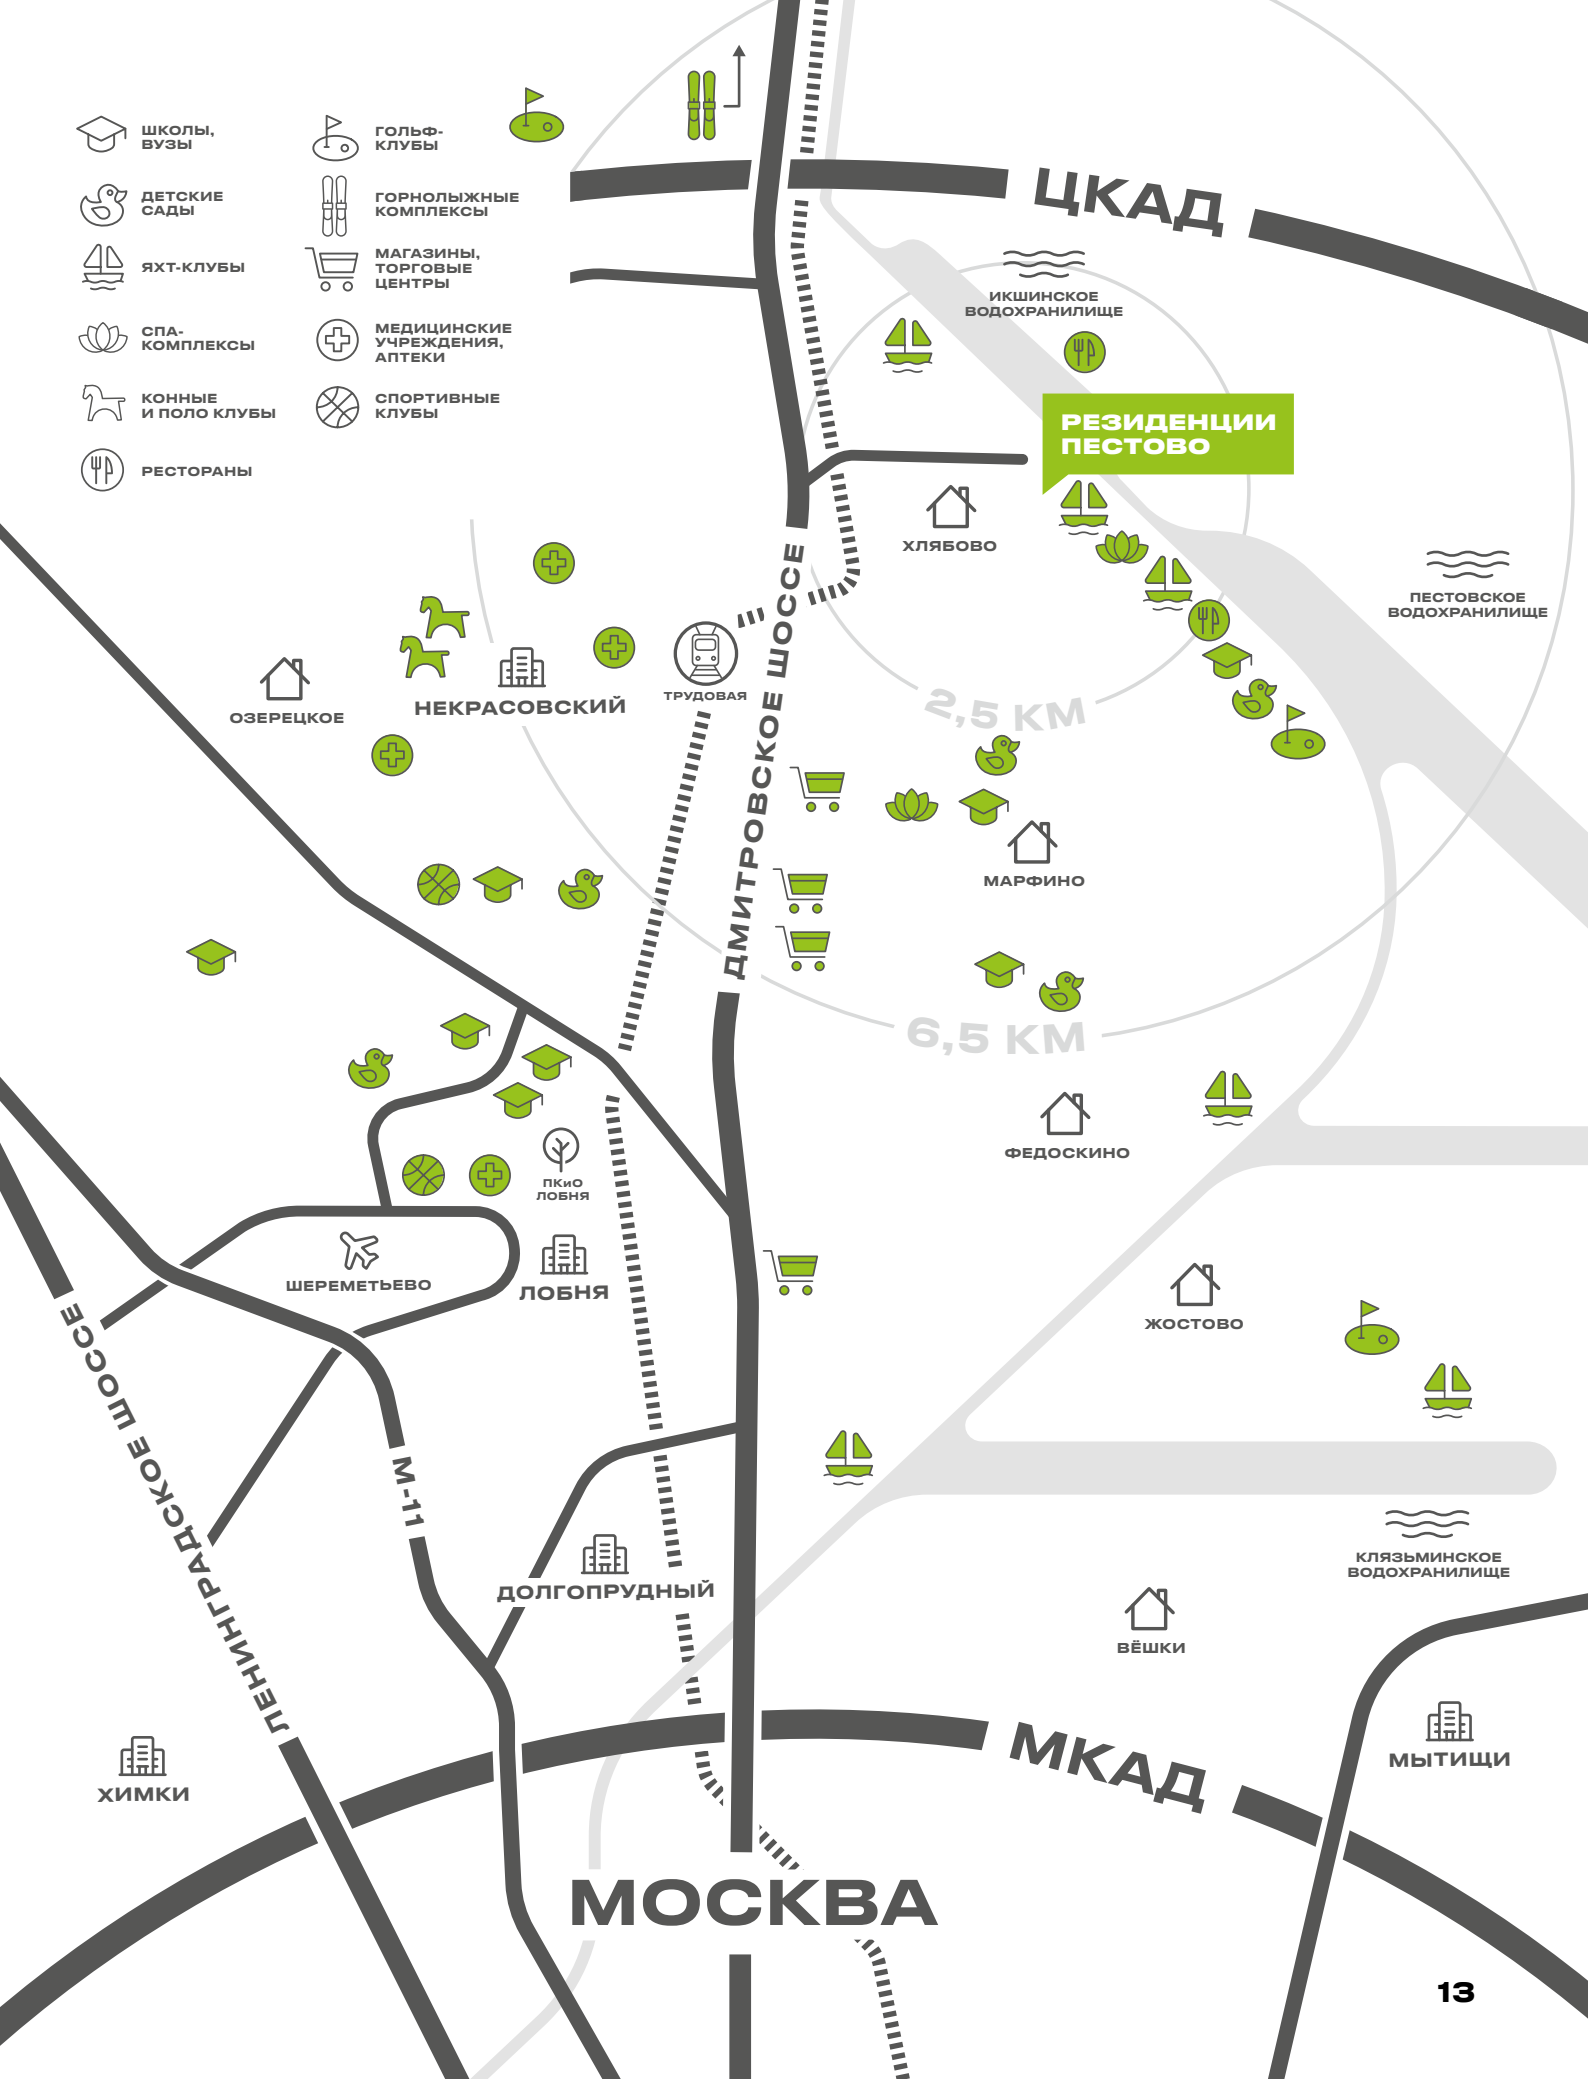 ШКОЛЫ,
ВУЗЫ
ДЕТСКИЕ
САДЫ
ЯХТ-КЛУБЫ
СПА-
КОМПЛЕКСЫ
КОННЫЕ
И ПОЛО КЛУБЫ
РЕСТОРАНЫ
ГОЛЬФ-
КЛУБЫ
ГОРНОЛЫЖНЫЕ
КОМПЛЕКСЫ
МАГАЗИНЫ,
ТОРГОВЫЕ
ЦЕНТРЫ
МЕДИЦИНСКИЕ
УЧРЕЖДЕНИЯ,
АПТЕКИ
СПОРТИВНЫЕ
КЛУБЫ
ЦКАД
ИКШИНСКОЕ
ВОДОХРАНИЛИЩЕ
РЕЗИДЕНЦИИ
ПЕСТОВО
ХЛЯБОВО
ПЕСТОВСКОЕ
ВОДОХРАНИЛИЩЕ
ДМИТРОВСКОЕ ШОССЕ
ТРУДОВАЯ
НЕКРАСОВСКИЙ
ОЗЕРЕЦКОЕ
2,5 КМ
МАРФИНО
6,5 КМ
ФЕДОСКИНО
ПКиО
ЛОБНЯ
ШЕРЕМЕТЬЕВО
ЛОБНЯ
ЖОСТОВО
ЛЕНИНГРАДСКОЕ ШОССЕ
М-11
КЛЯЗЬМИНСКОЕ
ВОДОХРАНИЛИЩЕ
ДОЛГОПРУДНЫЙ
ВЁШКИ
МЫТИЩИ
МКАД
ХИМКИ
МОСКВА
13